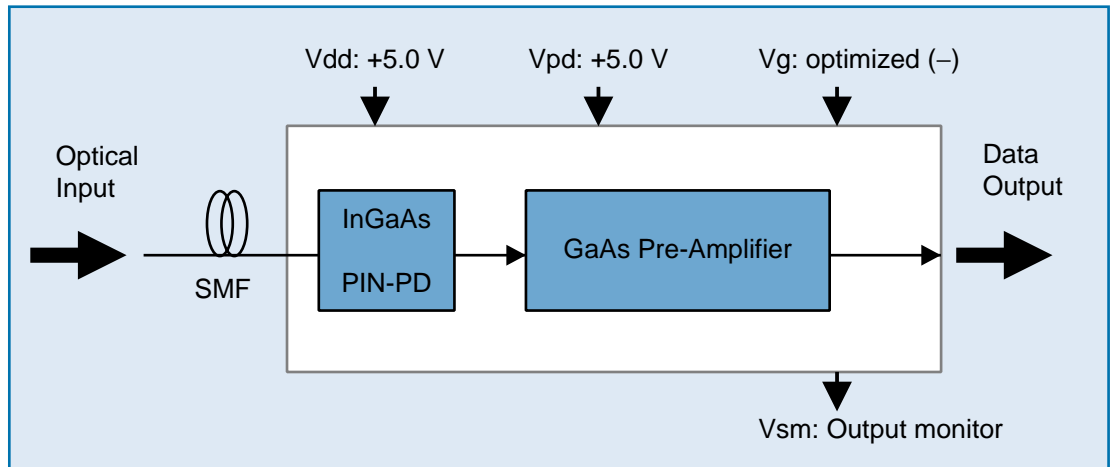 Vdd: +5.0 V
Vpd: +5.0 V
Vg: optimized (−)
Optical
Input
SMF
InGaAs
PIN-PD
GaAs Pre-Amplifier
Data
Output
Vsm: Output monitor